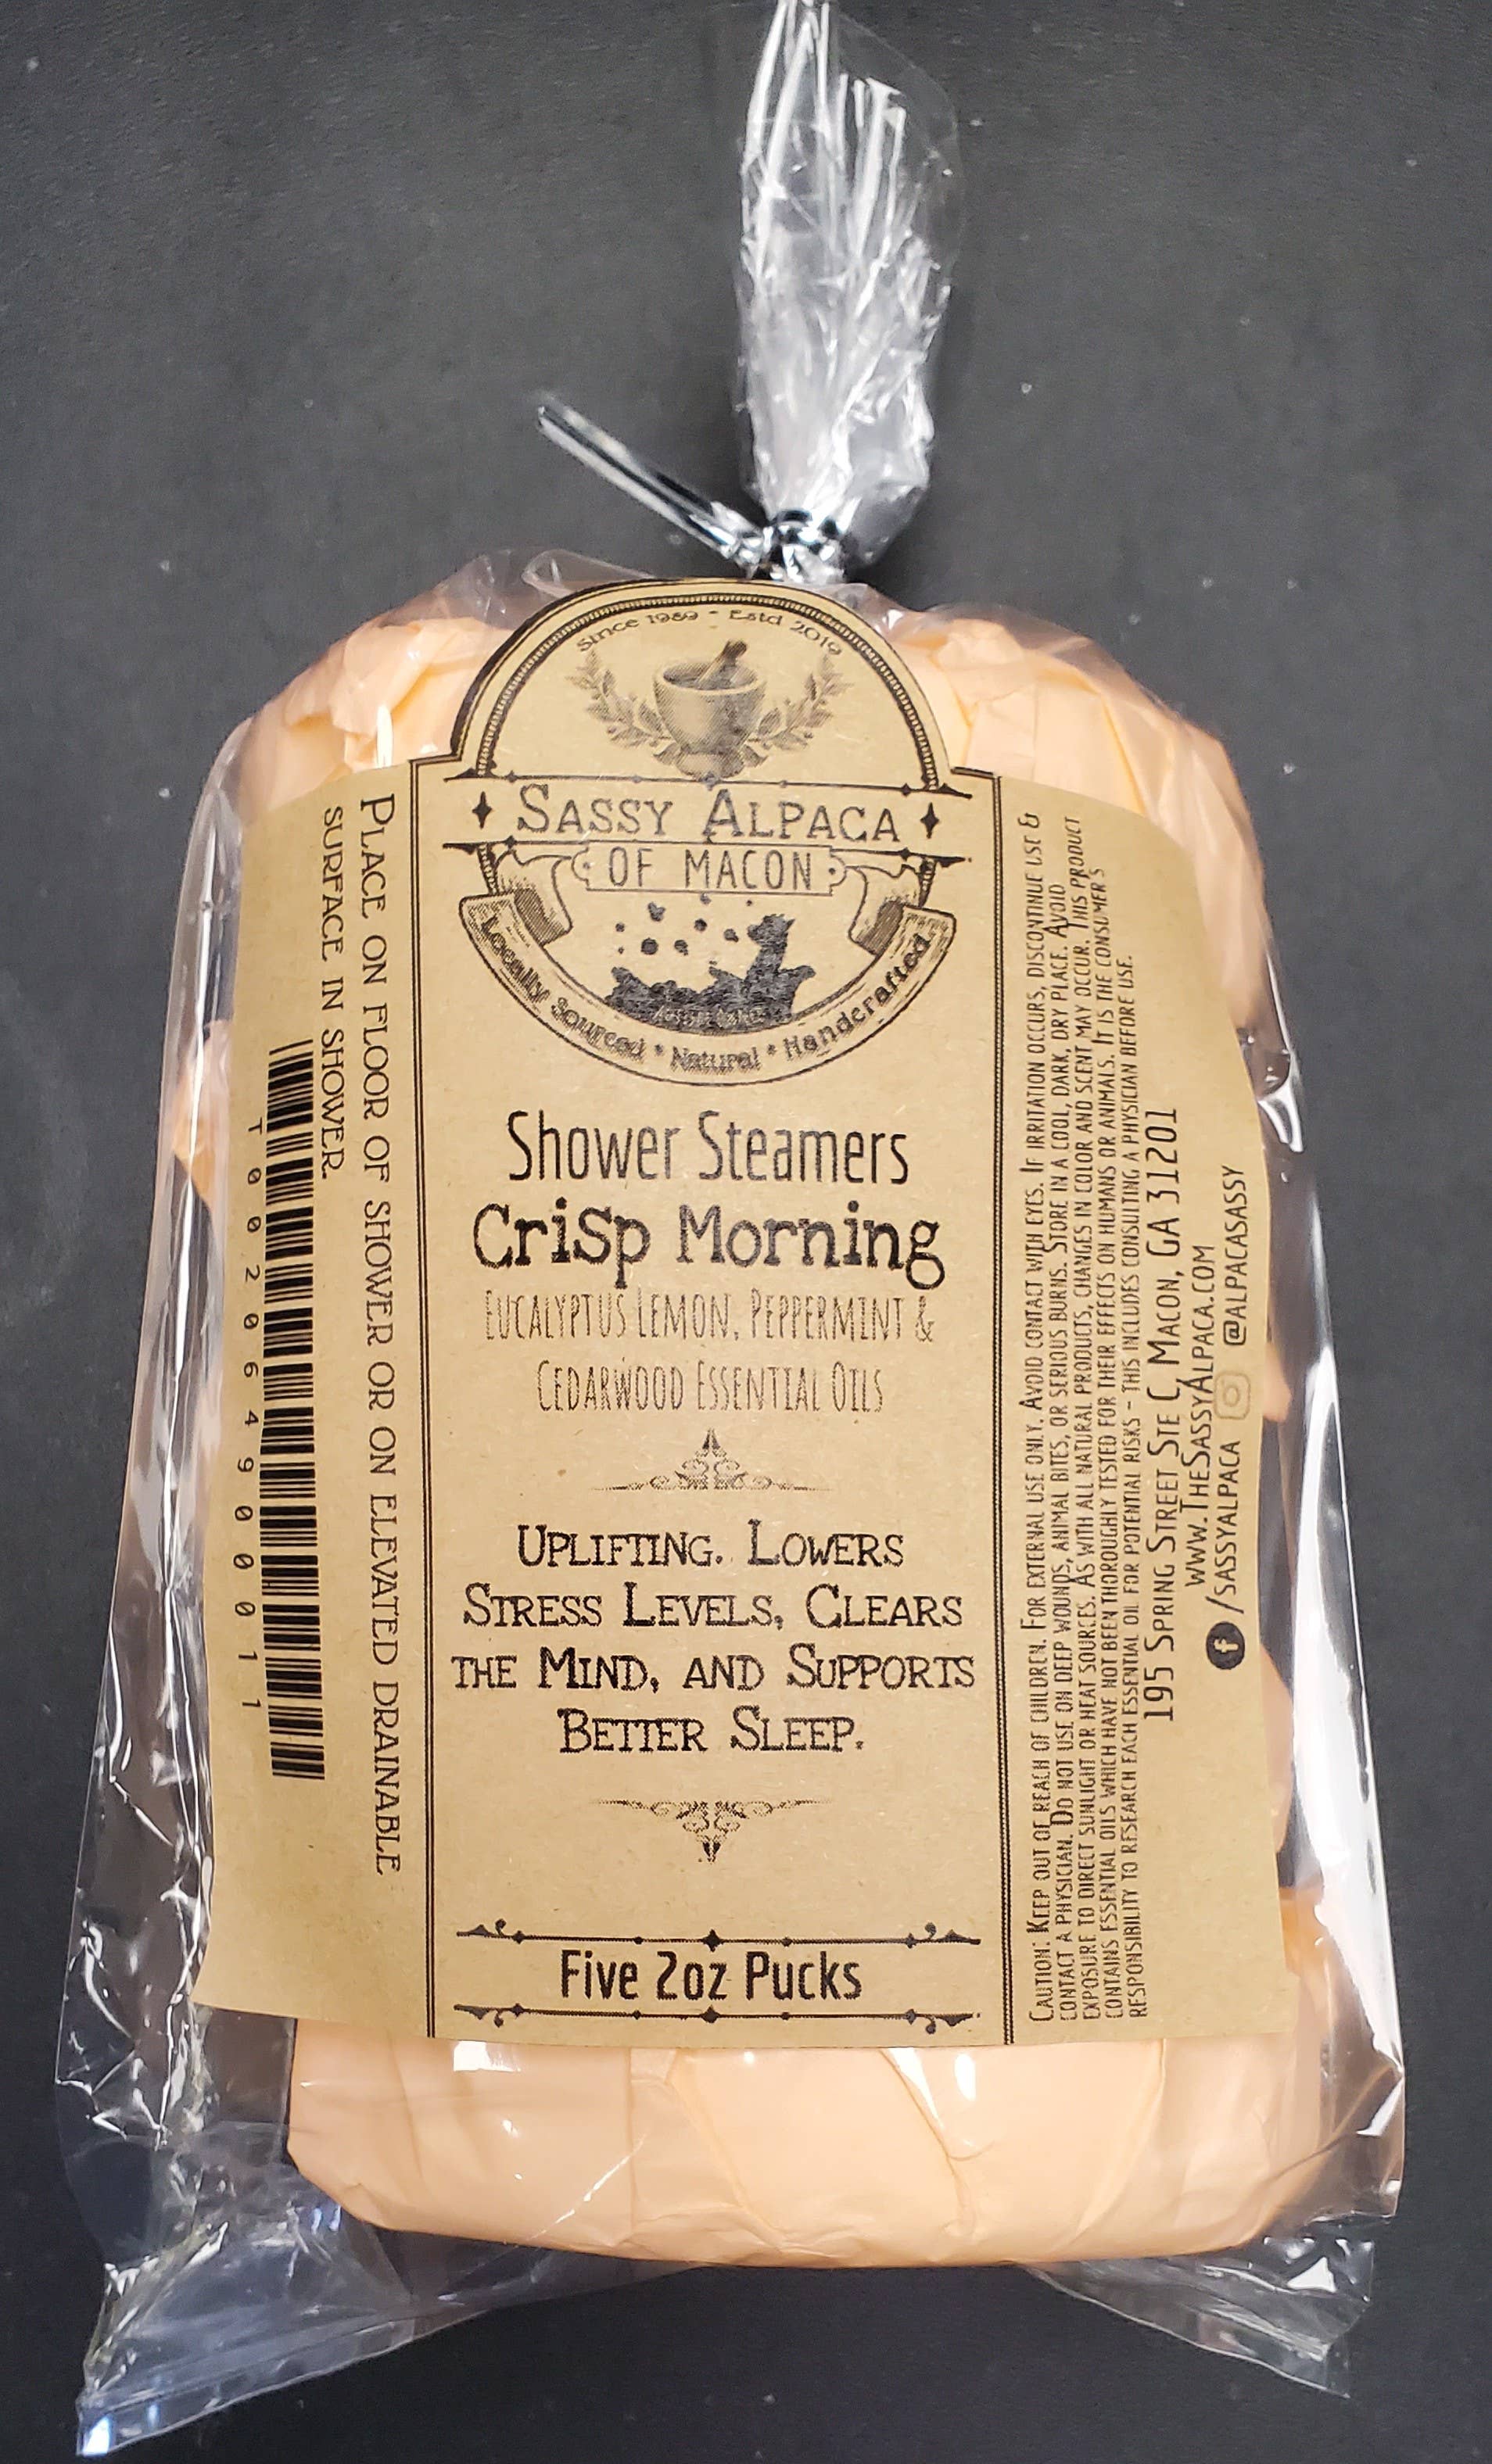 Since 1989 - Estd 2019
SASSY ALPACA
OF MACON
Locally Sourced * Natural * Handcrafted
Shower Steamers
Crisp Morning
EUCALYPTUS LEMON, PEPPERMINT &
CEDARWOOD ESSENTIAL OILS
UPLIFTING. LOWERS
STRESS LEVELS, CLEARS
THE MIND, AND SUPPORTS
BETTER SLEEP.
Five 2oz Pucks
PLACE ON FLOOR OF SHOWER OR ON ELEVATED DRAINABLE
SURFACE IN SHOWER.
T002064900011
CAUTION: KEEP OUT OF REACH OF CHILDREN. FOR EXTERNAL USE ONLY. AVOID CONTACT WITH EYES. IF IRRITATION OCCURS, DISCONTINUE USE &
CONTACT A PHYSICIAN. DO NOT USE ON DEEP WOUNDS, ANIMAL BITES, OR SERIOUS BURNS. STORE IN A COOL, DARK, DRY PLACE. AVOID
EXPOSURE TO DIRECT SUNLIGHT OR HEAT SOURCES. AS WITH ALL NATURAL PRODUCTS, CHANGES IN COLOR AND SCENT MAY OCCUR. THIS PRODUCT
CONTAINS ESSENTIAL OILS WHICH HAVE NOT BEEN THOROUGHLY TESTED FOR THEIR EFFECTS ON HUMANS OR ANIMALS. IT IS THE CONSUMER'S
RESPONSIBILITY TO RESEARCH EACH ESSENTIAL OIL FOR POTENTIAL RISKS - THIS INCLUDES CONSULTING A PHYSICIAN BEFORE USE.
195 SPRING STREET STE C, MACON, GA 31201
WWW.THESASSYALPACA.COM
/SASSYALPACA @ALPACASASSY